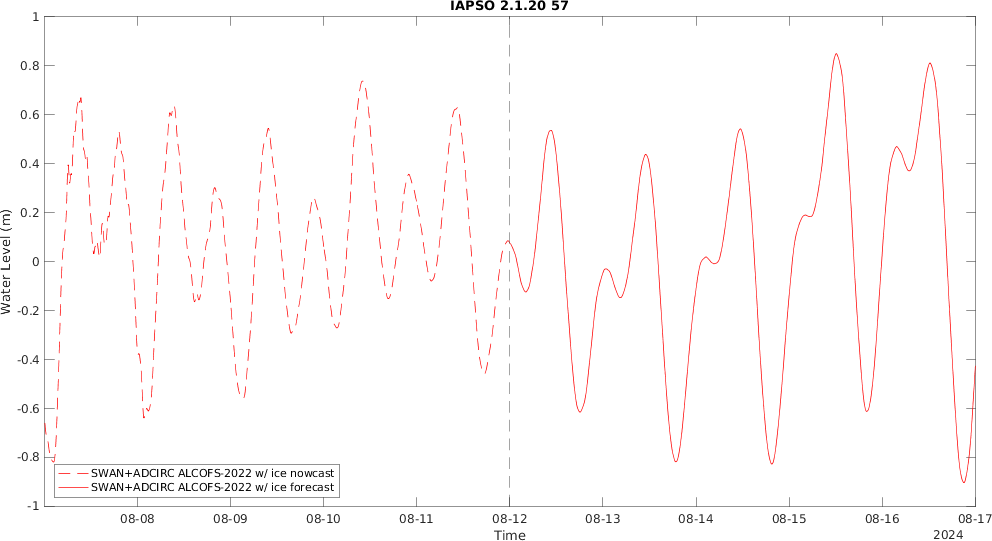 IAPSO 2.1.20 57
1
0.8
0.6
0.4
0.2
0
-0.2
-0.4
-0.6
-0.8
-1
Water Level (m)
SWAN+ADCIRC ALCOFS-2022 w/ ice nowcast
SWAN+ADCIRC ALCOFS-2022 w/ ice forecast
08-08 08-09 08-10 08-11 08-12 08-13 08-14 08-15 08-16 08-17
Time
2024